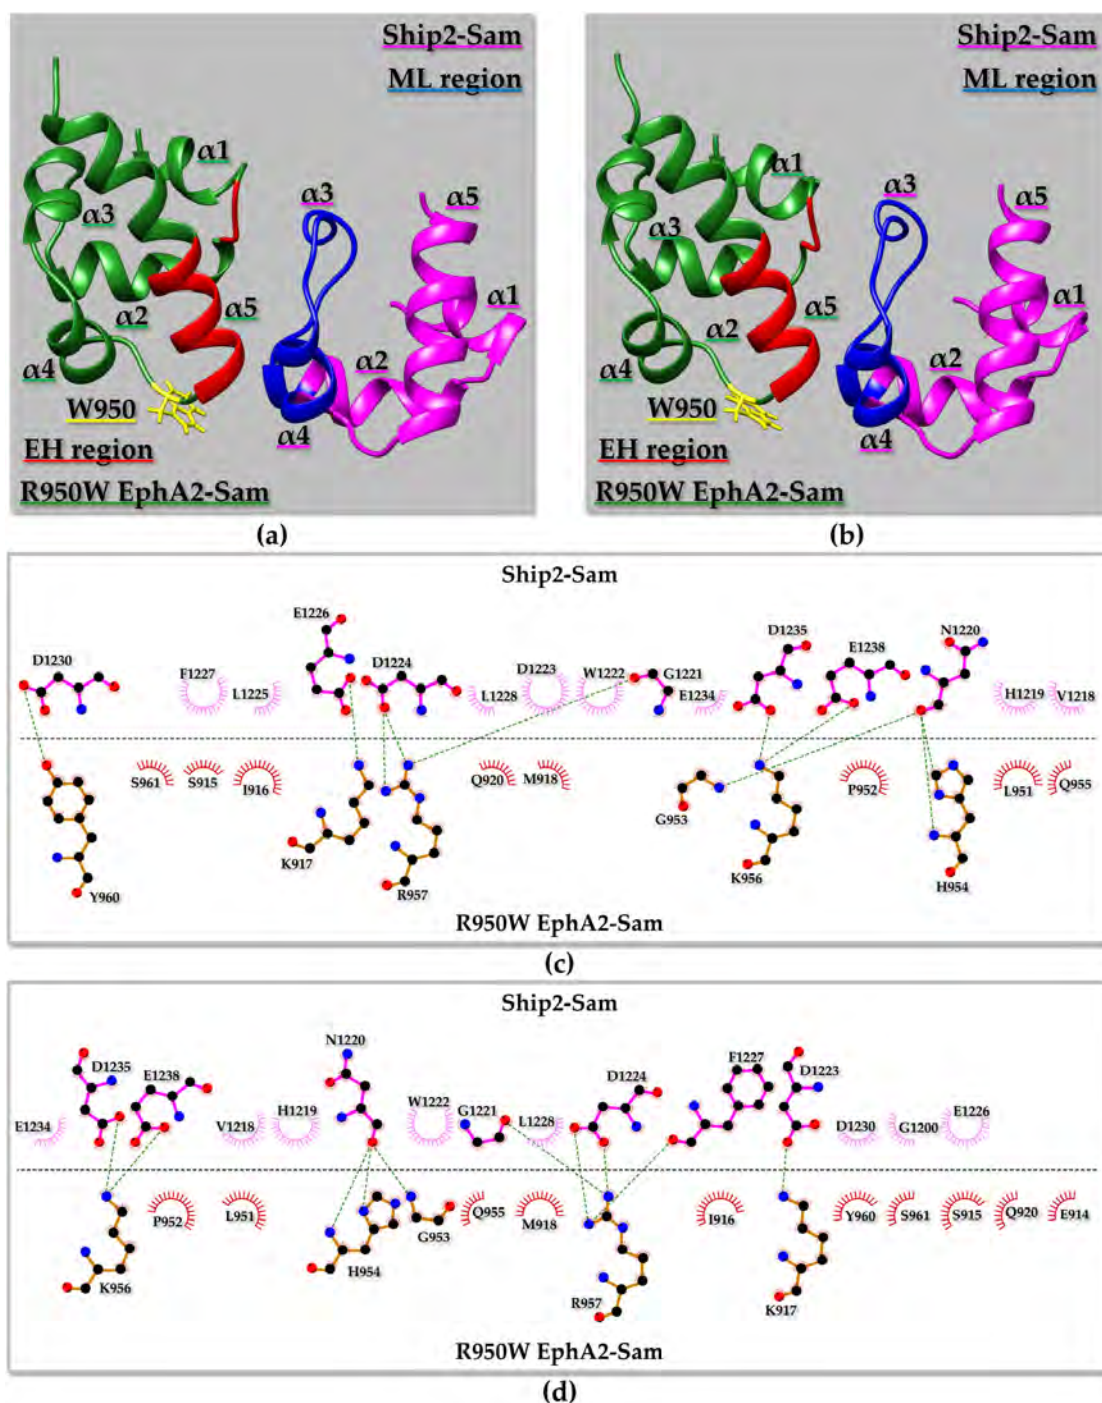 Ship2-Sam
ML region
α1
α3
α3
α5
α1
α2
α5
α2
α4
α4
W950
EH region
R950W EphA2-Sam
(a)
Ship2-Sam
ML region
α1
α3
α3
α5
α1
α2
α5
α2
α4
α4
W950
EH region
R950W EphA2-Sam
(b)
Ship2-Sam
E1226
D1235
N1220
D1230
F1227
L1225
D1224
L1228
D1223
W1222
G1221
E1234
E1238
H1219
V1218
S961
S915
I916
Q920
M918
P952
L951
Q955
Y960
K917
R957
G953
K956
H954
R950W EphA2-Sam
(c)
Ship2-Sam
N1220
D1235
E1238
D1224
F1227
D1223
E1234
V1218
H1219
W1222
G1221
L1228
D1230
G1200
E1226
P952
L951
Q955
M918
I916
Y960
S961
S915
Q920
E914
K956
H954
G953
R957
K917
R950W EphA2-Sam
(d)